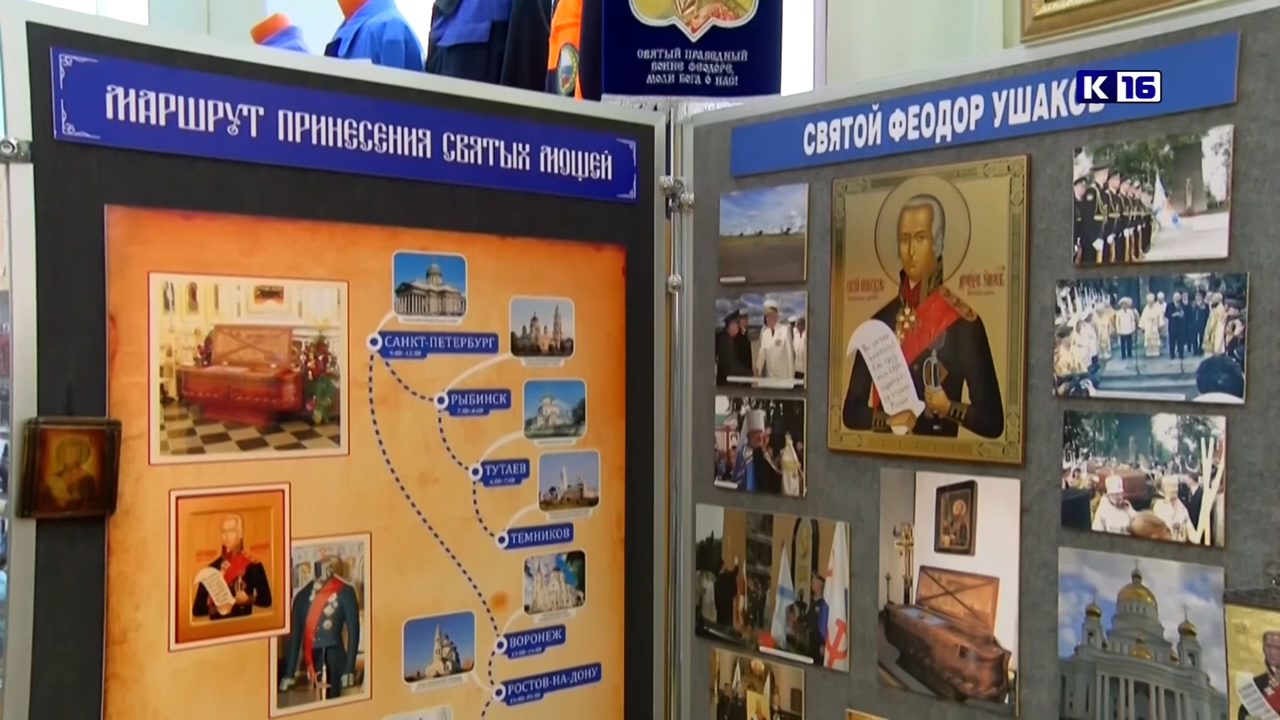 СВЯТЫЙ ПРАВЕДНЫЙ
ВОИНЕ ФЕОДОРЕ,
МОЛИ БОГА О НАС!
К 16
МАРШРУТ ПРИНЕСЕНИЯ СВЯТЫХ МОЩЕЙ
СВЯТОЙ ФЕОДОР УШАКОВ
САНКТ-ПЕТЕРБУРГ
РЫБИНСК
ТУТАЕВ
ТЕМНИКОВ
ВОРОНЕЖ
РОСТОВ-НА-ДОНУ